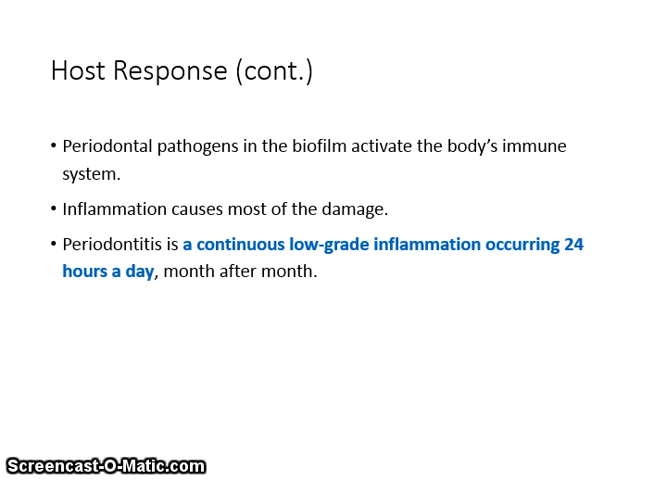 Host Response (cont.)
• Periodontal pathogens in the biofilm activate the body’s immune
system.
• Inflammation causes most of the damage.
• Periodontitis is a continuous low-grade inflammation occurring 24
hours a day, month after month.
Screencast-O-Matic.com